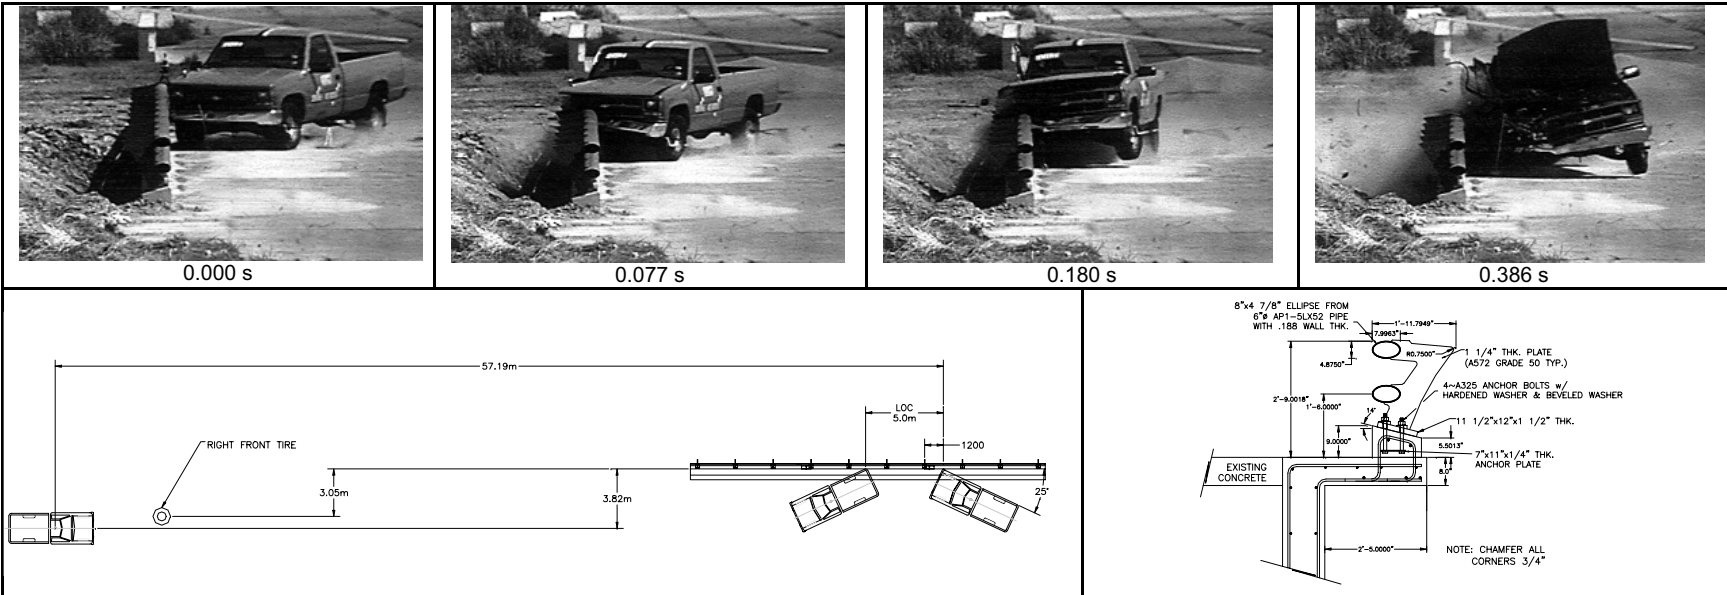 0.000 s
0.077 s
0.180 s
0.386 s
57.19m
LOC
5.0m
1200
RIGHT FRONT TIRE
3.05m
3.82m
25°
8"x4 7/8" ELLIPSE FROM
6"ø AP1-5LX52 PIPE
WITH .188 WALL THK.
1'-11.7949"
7.9963"
R0.7500"
4.8750"
1 1/4" THK. PLATE
(A572 GRADE 50 TYP.)
4~A325 ANCHOR BOLTS w/
HARDENED WASHER & BEVELED WASHER
2'-9.0018"
1'-6.0000"
14°
11 1/2"x12"x1 1/2" THK.
9.0000"
5.5013"
7"x11"x1/4" THK.
ANCHOR PLATE
EXISTING
CONCRETE
8.0"
2'-5.0000"
NOTE: CHAMFER ALL
CORNERS 3/4"